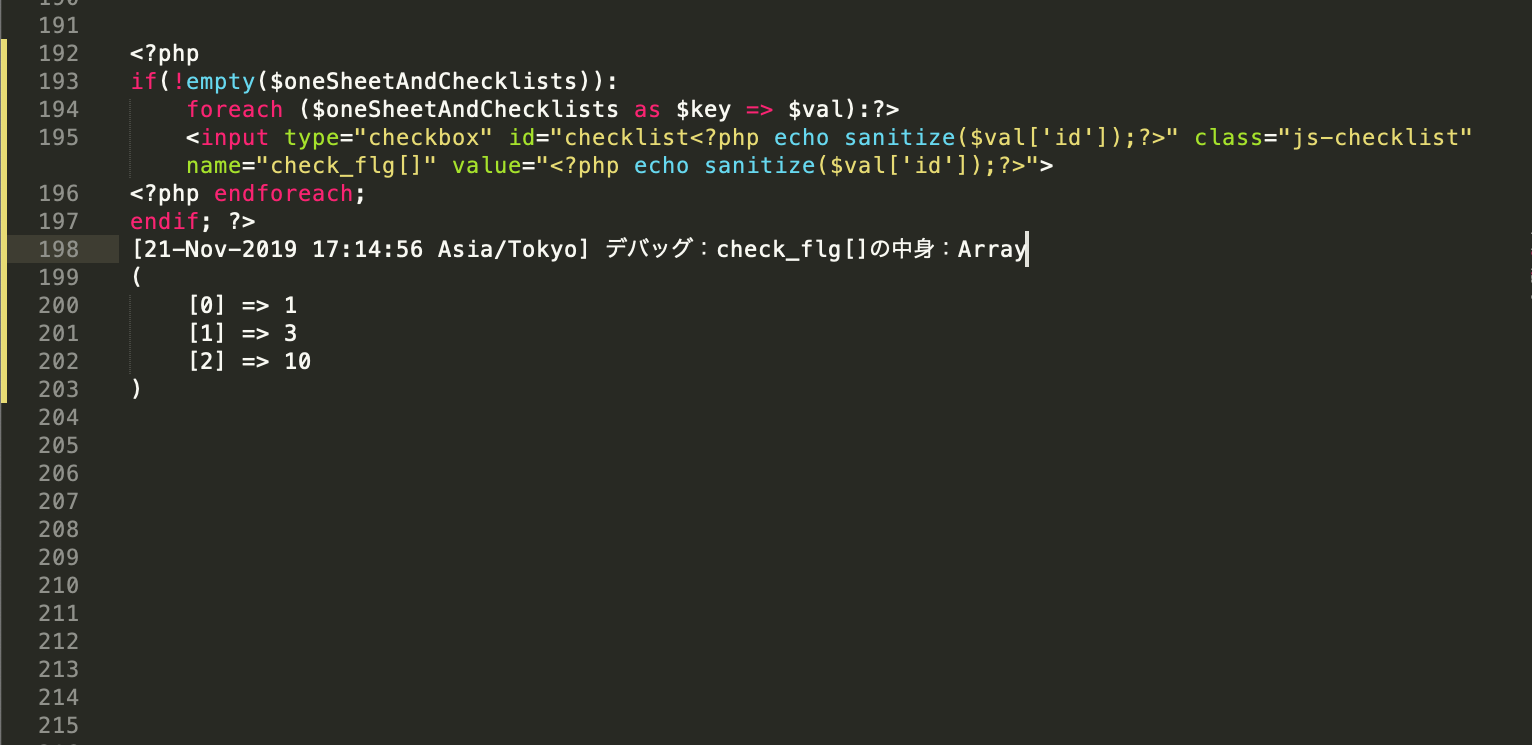 191
192 <?php
193 if(!empty($oneSheetAndChecklists)):
194     foreach ($oneSheetAndChecklists as $key => $val):?>
195     <input type="checkbox" id="checklist<?php echo sanitize($val['id']);?>" class="js-checklist"
    name="check_flg[]" value="<?php echo sanitize($val['id']);?>">
196 <?php endforeach;
197 endif; ?>
198 [21-Nov-2019 17:14:56 Asia/Tokyo] デバッグ：check_flg[]の中身：Array
199 (
200     [0] => 1
201     [1] => 3
202     [2] => 10
203 )
204
205
206
207
208
209
210
211
212
213
214
215